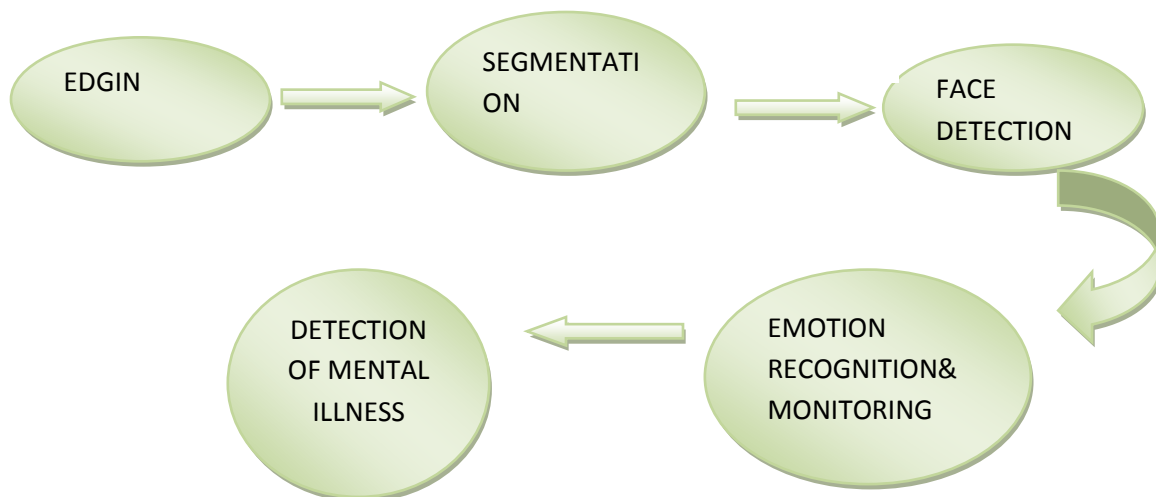 EDGIN
SEGMENTATI
ON
FACE
DETECTION
EMOTION
RECOGNITION&
MONITORING
DETECTION
OF MENTAL
ILLNESS